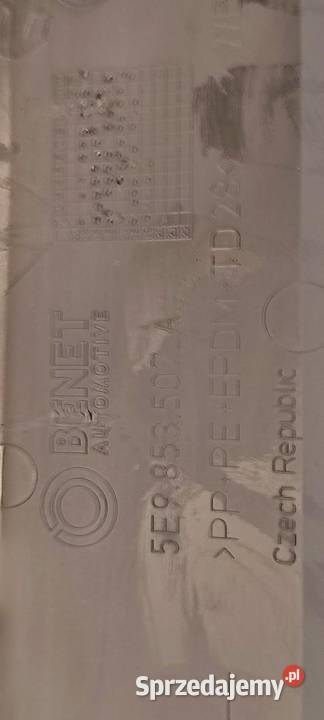 BENET
AUTOMOTIVE
5E9.853.507.A
>PP+PE+EPDM-TD
Czech Republic
Sprzedajemy.pl